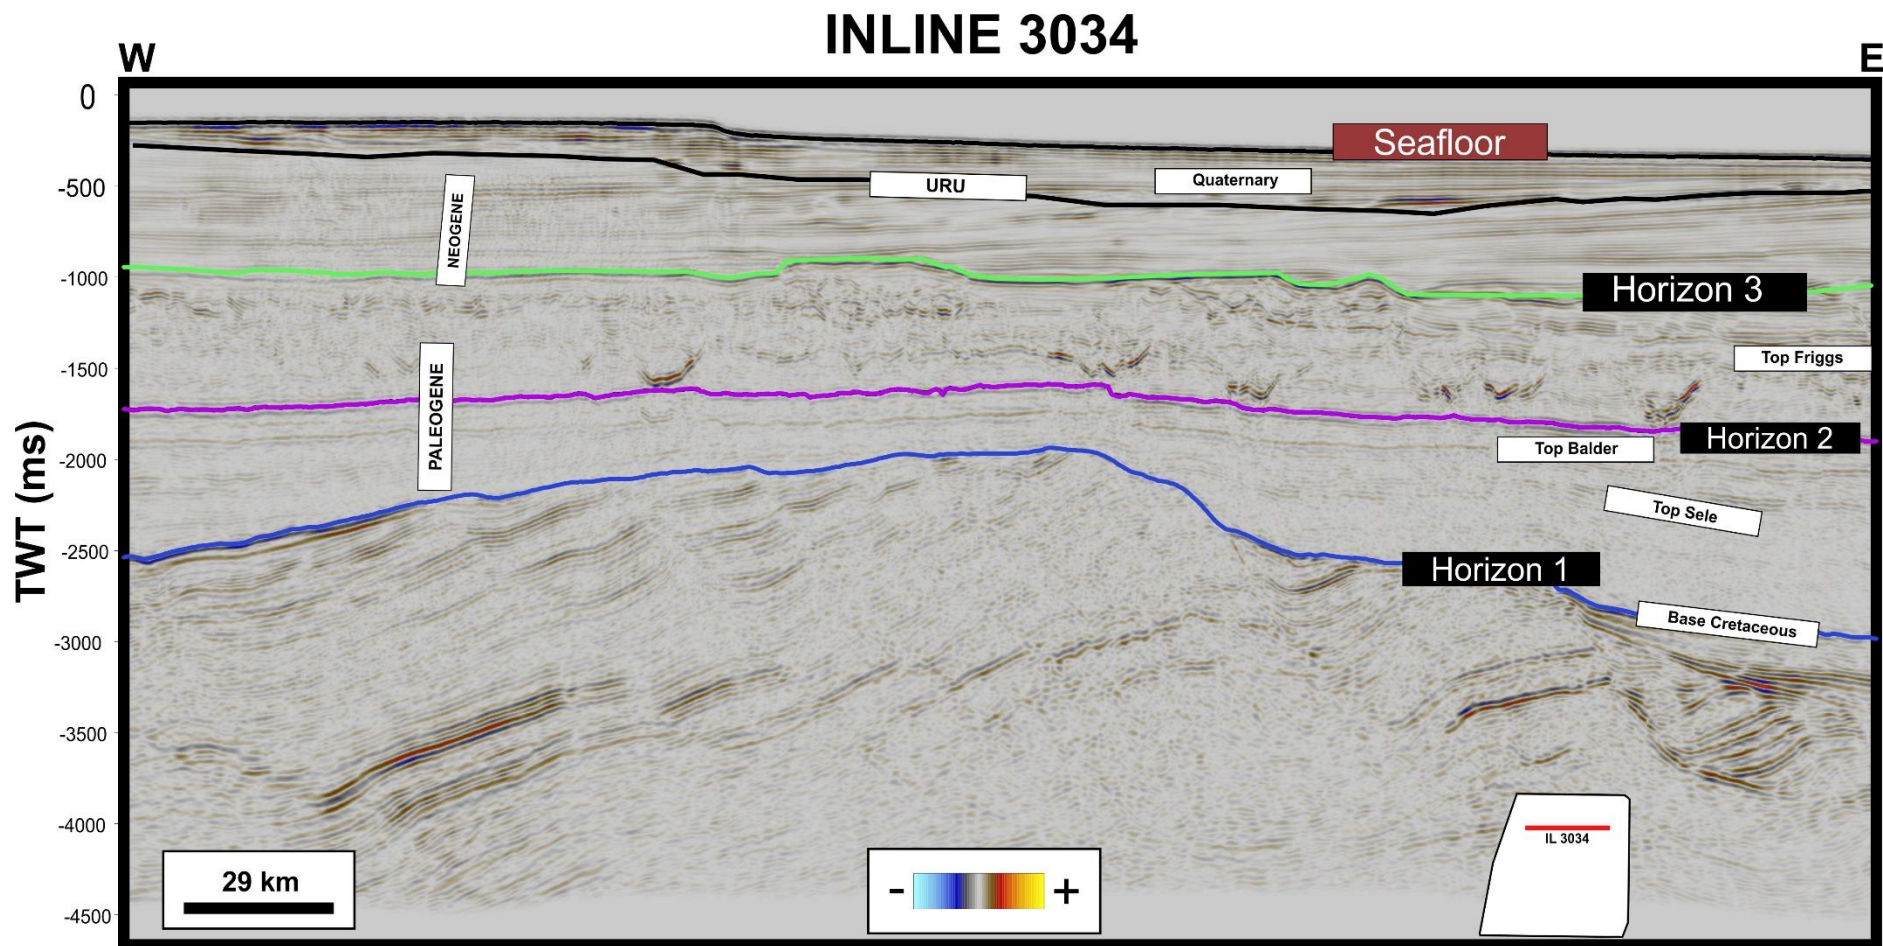 INLINE 3034
W
E
0
Seafloor
-500
URU
Quaternary
NEOGENE
-1000
Horizon 3
Top Friggs
-1500
PALEOGENE
Horizon 2
Top Balder
-2000
TWT (ms)
Top Sele
-2500
Horizon 1
Base Cretaceous
-3000
-3500
-4000
IL 3034
29 km
- +
-4500